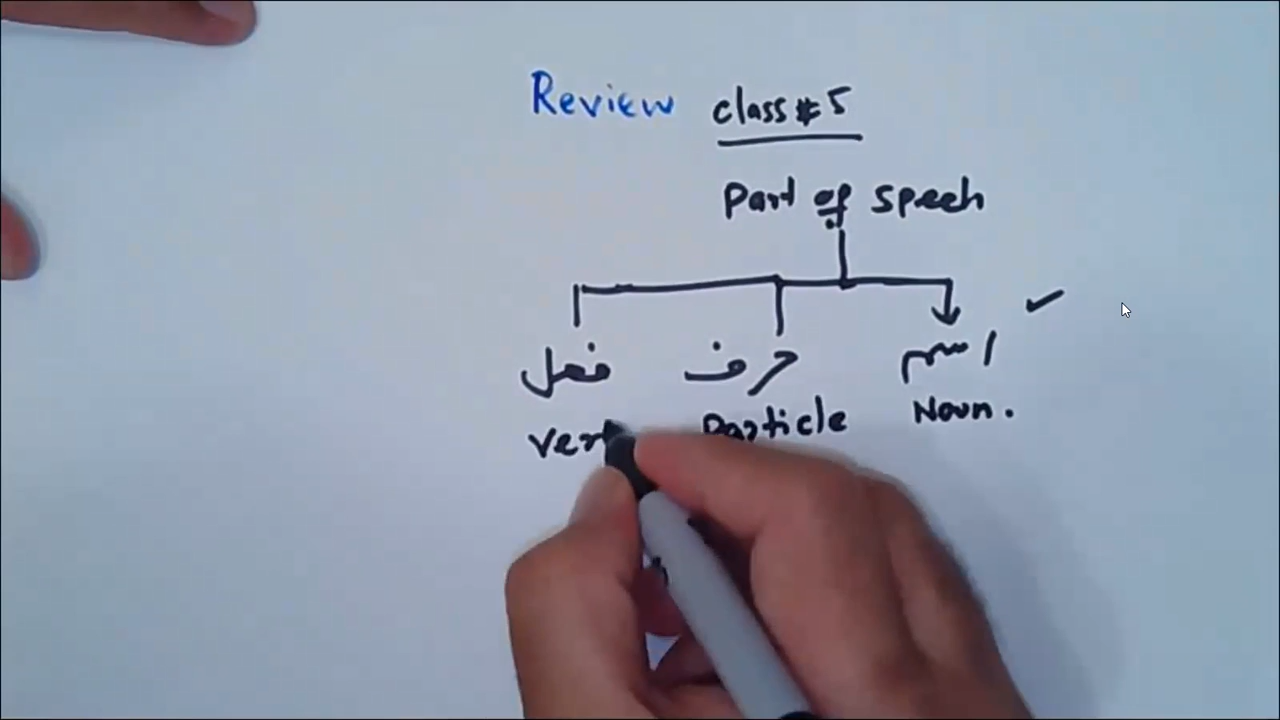 Review class #5
Part of speech
اسم حرف فعل
Noun. Particle